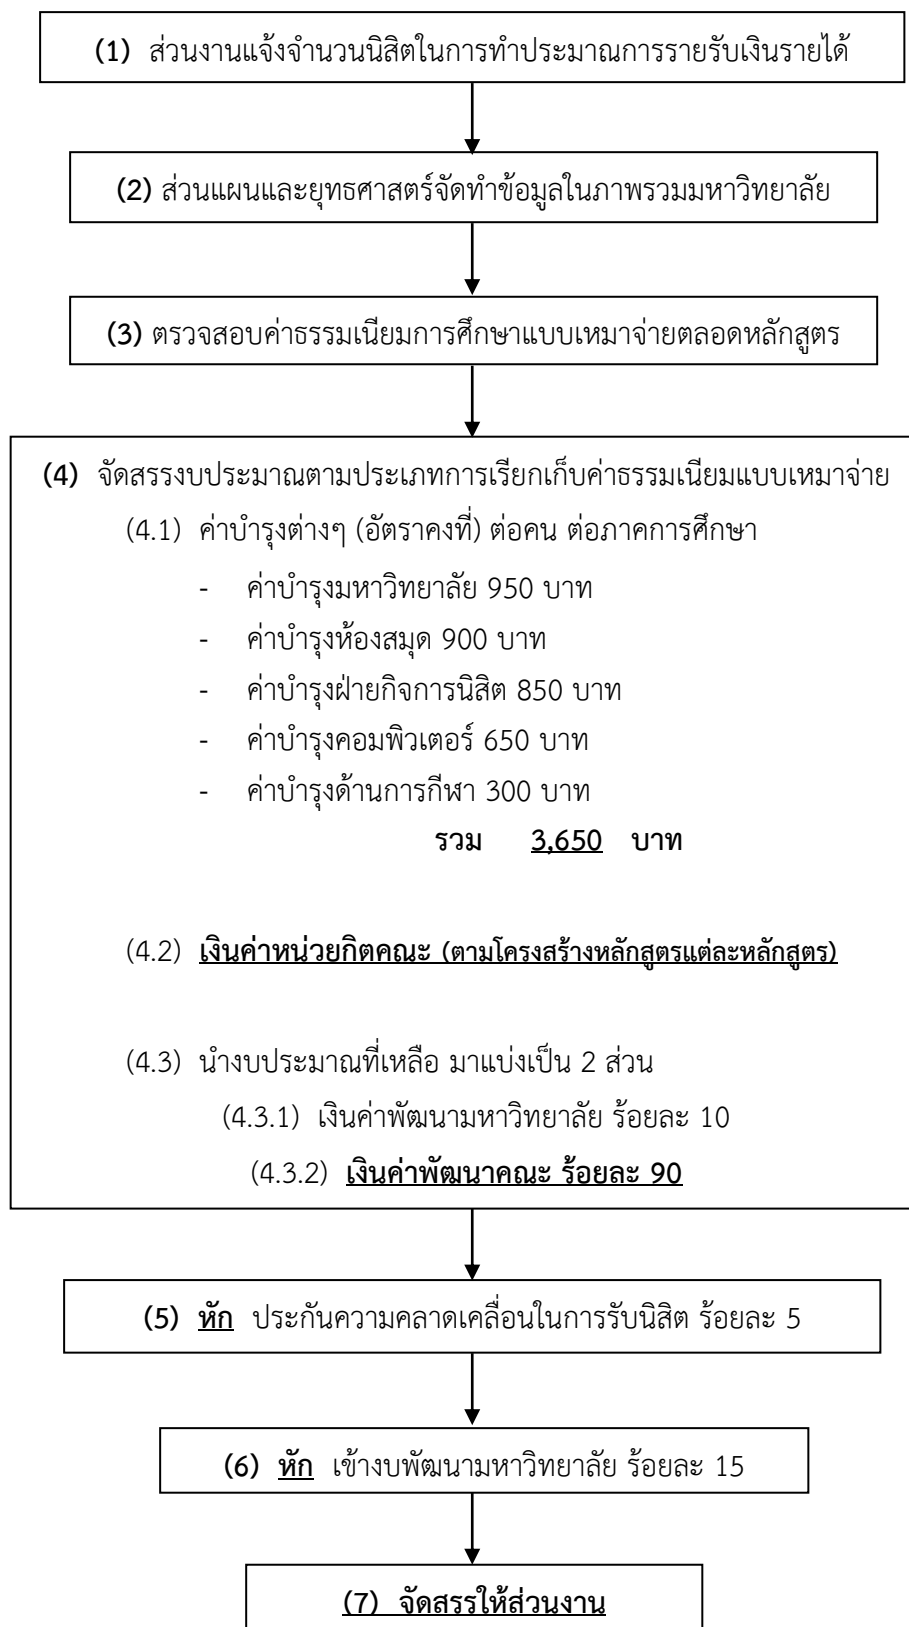 (1) ส่วนงานแจ้งจำนวนนิสิตในการทำประมาณการรายรับเงินรายได้
(2) ส่วนแผนและยุทธศาสตร์จัดทำข้อมูลในภาพรวมมหาวิทยาลัย
(3) ตรวจสอบค่าธรรมเนียมการศึกษาแบบเหมาจ่ายตลอดหลักสูตร
(4) จัดสรรงบประมาณตามประเภทการเรียกเก็บค่าธรรมเนียมแบบเหมาจ่าย
(4.1) ค่าบำรุงต่างๆ (อัตราคงที่) ต่อคน ต่อภาคการศึกษา
- ค่าบำรุงมหาวิทยาลัย 950 บาท
- ค่าบำรุงห้องสมุด 900 บาท
- ค่าบำรุงฝ่ายกิจการนิสิต 850 บาท
- ค่าบำรุงคอมพิวเตอร์ 650 บาท
- ค่าบำรุงด้านการกีฬา 300 บาท
รวม 3,650 บาท
(4.2) เงินค่าหน่วยกิตคณะ (ตามโครงสร้างหลักสูตรแต่ละหลักสูตร)
(4.3) นำงบประมาณที่เหลือ มาแบ่งเป็น 2 ส่วน
(4.3.1) เงินค่าพัฒนามหาวิทยาลัย ร้อยละ 10
(4.3.2) เงินค่าพัฒนาคณะ ร้อยละ 90
(5) หัก ประกันความคลาดเคลื่อนในการรับนิสิต ร้อยละ 5
(6) หัก เข้างบพัฒนามหาวิทยาลัย ร้อยละ 15
(7) จัดสรรให้ส่วนงาน